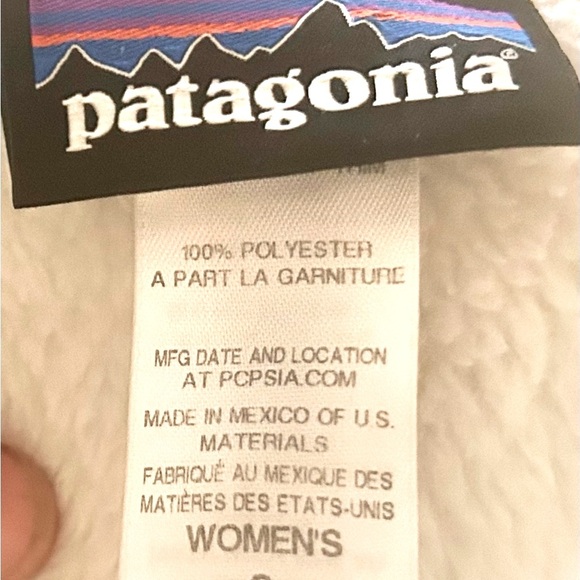 patagonia®
100% POLYESTER
A PART LA GARNITURE
MFG DATE AND LOCATION
AT PCPSIA.COM
MADE IN MEXICO OF U.S.
MATERIALS
FABRIQUÉ AU MEXIQUE DES
MATIÈRES DES ETATS-UNIS
WOMEN'S